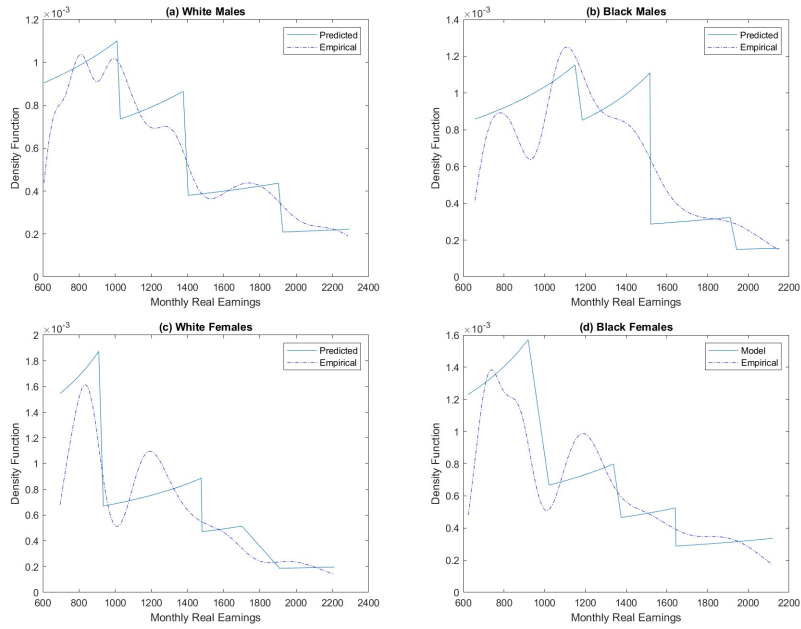 (a) White Males
×10⁻³
1.2
1
0.8
0.6
0.4
0.2
0
Density Function
600 800 1000 1200 1400 1600 1800 2000 2200 2400
Monthly Real Earnings
Predicted
Empirical
(b) Black Males
×10⁻³
1.4
1.2
1
0.8
0.6
0.4
0.2
0
Density Function
600 800 1000 1200 1400 1600 1800 2000 2200
Monthly Real Earnings
Predicted
Empirical
(c) White Females
×10⁻³
2
1.8
1.6
1.4
1.2
1
0.8
0.6
0.4
0.2
0
Density Function
600 800 1000 1200 1400 1600 1800 2000 2200 2400
Monthly Real Earnings
Predicted
Empirical
(d) Black Females
×10⁻³
1.6
1.4
1.2
1
0.8
0.6
0.4
0.2
0
Density Function
600 800 1000 1200 1400 1600 1800 2000 2200
Monthly Real Earnings
Model
Empirical